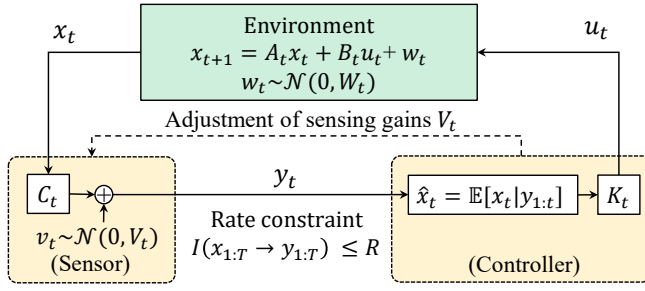 x_t
Environment
x_{t+1} = A_t x_t + B_t u_t + w_t
w_t ~ 𝒩(0, W_t)
u_t
Adjustment of sensing gains V_t
C_t
y_t
x̂_t = 𝔼[x_t|y_{1:t}]
K_t
v_t ~ 𝒩(0, V_t)
(Sensor)
Rate constraint
I(x_{1:T} → y_{1:T}) ≤ R
(Controller)